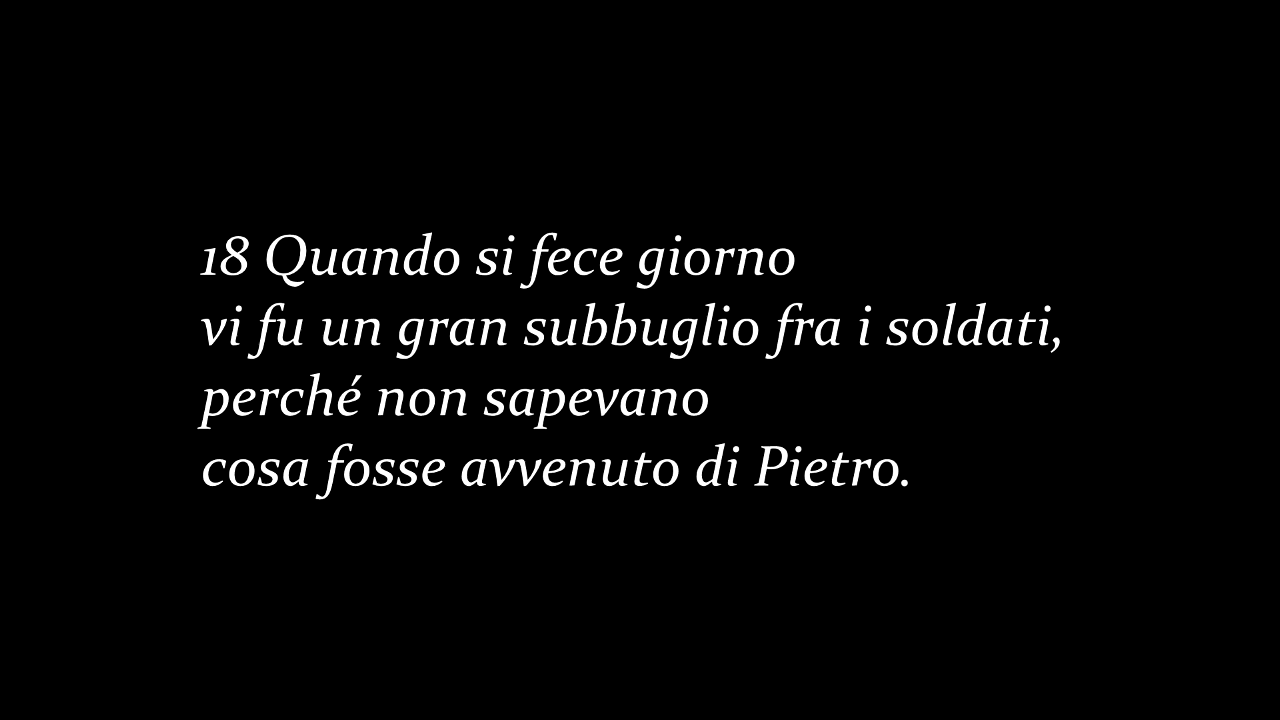 18 Quando si fece giorno
vi fu un gran subbuglio fra i soldati,
perché non sapevano
cosa fosse avvenuto di Pietro.